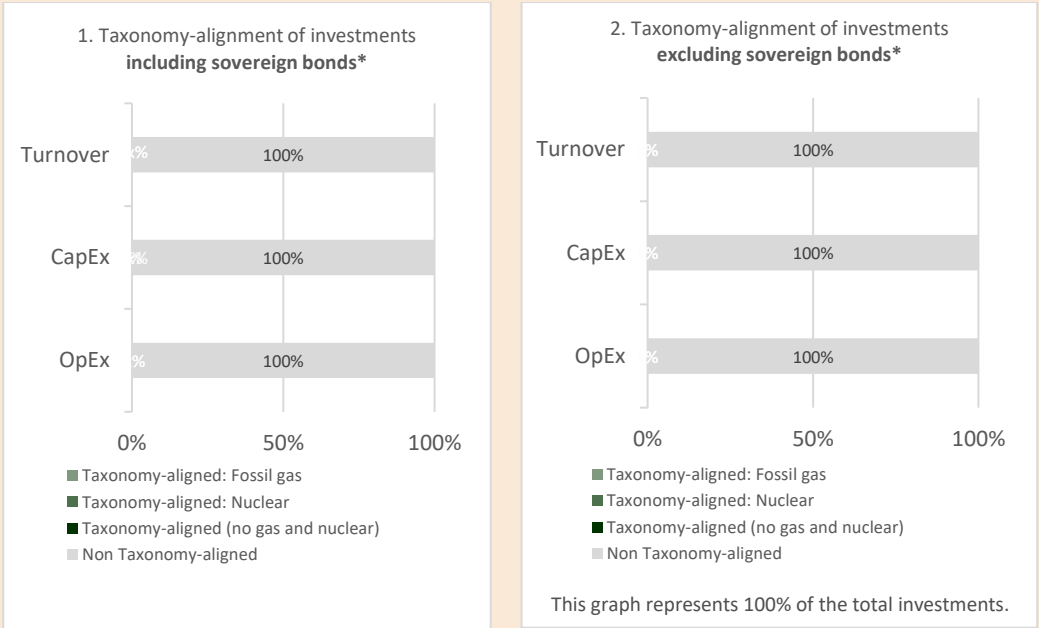 1. Taxonomy-alignment of investments
including sovereign bonds*
Turnover
100%
CapEx
100%
OpEx
100%
0% 50% 100%
Taxonomy-aligned: Fossil gas
Taxonomy-aligned: Nuclear
Taxonomy-aligned (no gas and nuclear)
Non Taxonomy-aligned
2. Taxonomy-alignment of investments
excluding sovereign bonds*
Turnover
100%
CapEx
100%
OpEx
100%
0% 50% 100%
Taxonomy-aligned: Fossil gas
Taxonomy-aligned: Nuclear
Taxonomy-aligned (no gas and nuclear)
Non Taxonomy-aligned
This graph represents 100% of the total investments.